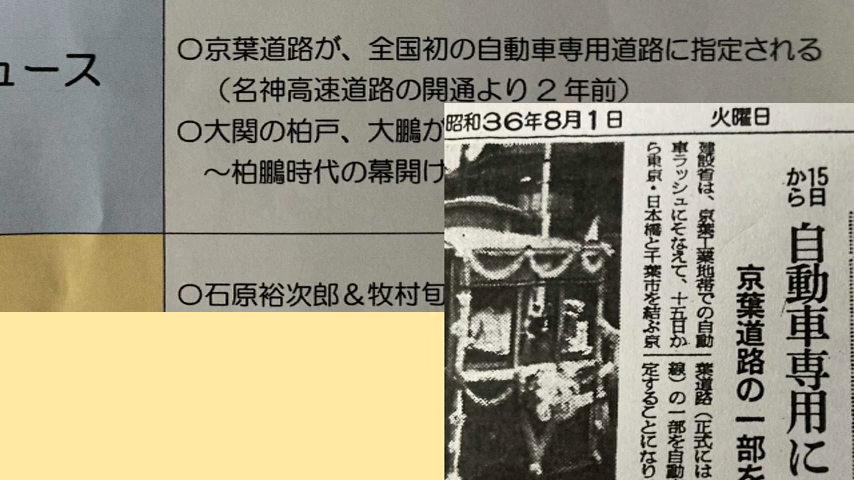 ュース
○京葉道路が、全国初の自動車専用道路に指定される
（名神高速道路の開通より2年前）
○大関の柏戸、大鵬が
～柏鵬時代の幕開け
○石原裕次郎＆牧村旬
昭和36年8月1日　火曜日
15日から
自動車専用に
京葉道路の一部を
建設省は、京葉工業地帯での自動
車ラッシュにそなえて、十五日か
ら東京・日本橋と千葉市を結ぶ京
葉道路（正式には
線）の一部を自動
定することになり